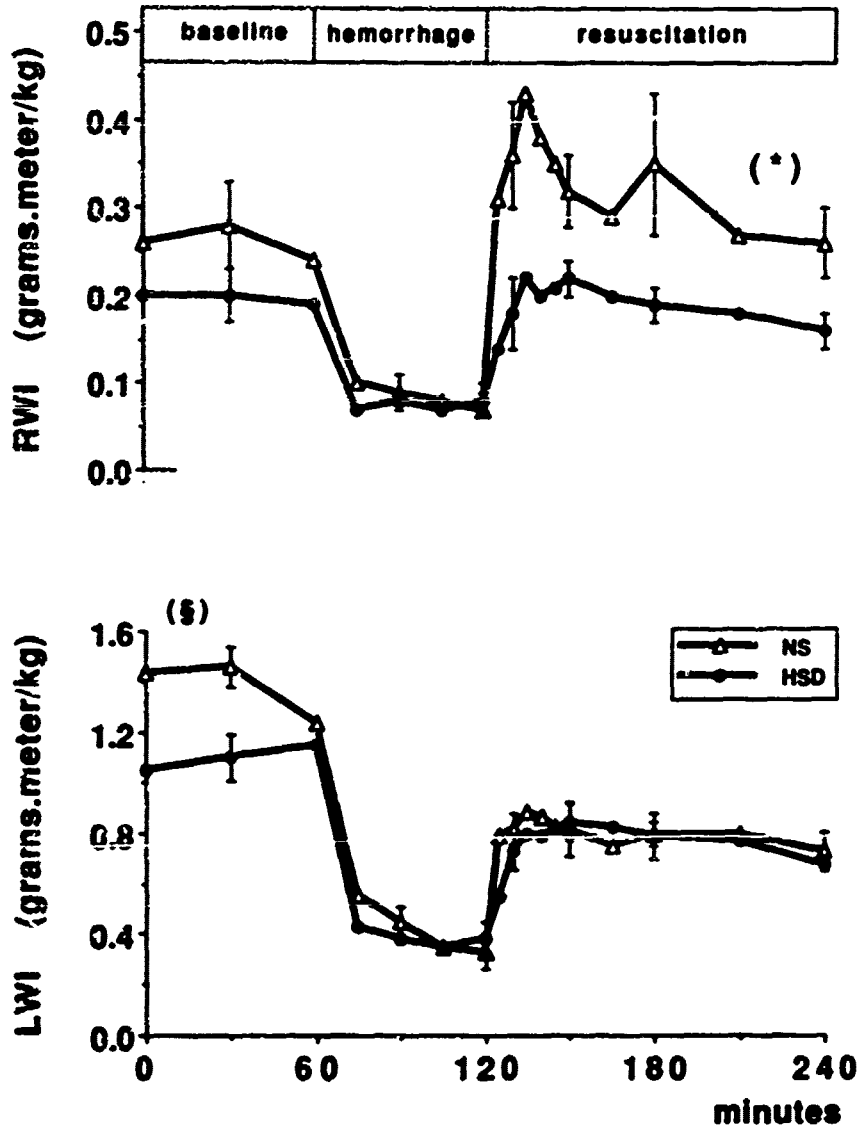 baseline hemorrhage resuscitation
RWI (grams.meter/kg)
0.5
0.4
0.3
0.2
0.1
0.0
(*)
(§)
LWI (grams.meter/kg)
1.6
1.2
0.8
0.4
0.0
NS
HSD
0 60 120 180 240
minutes